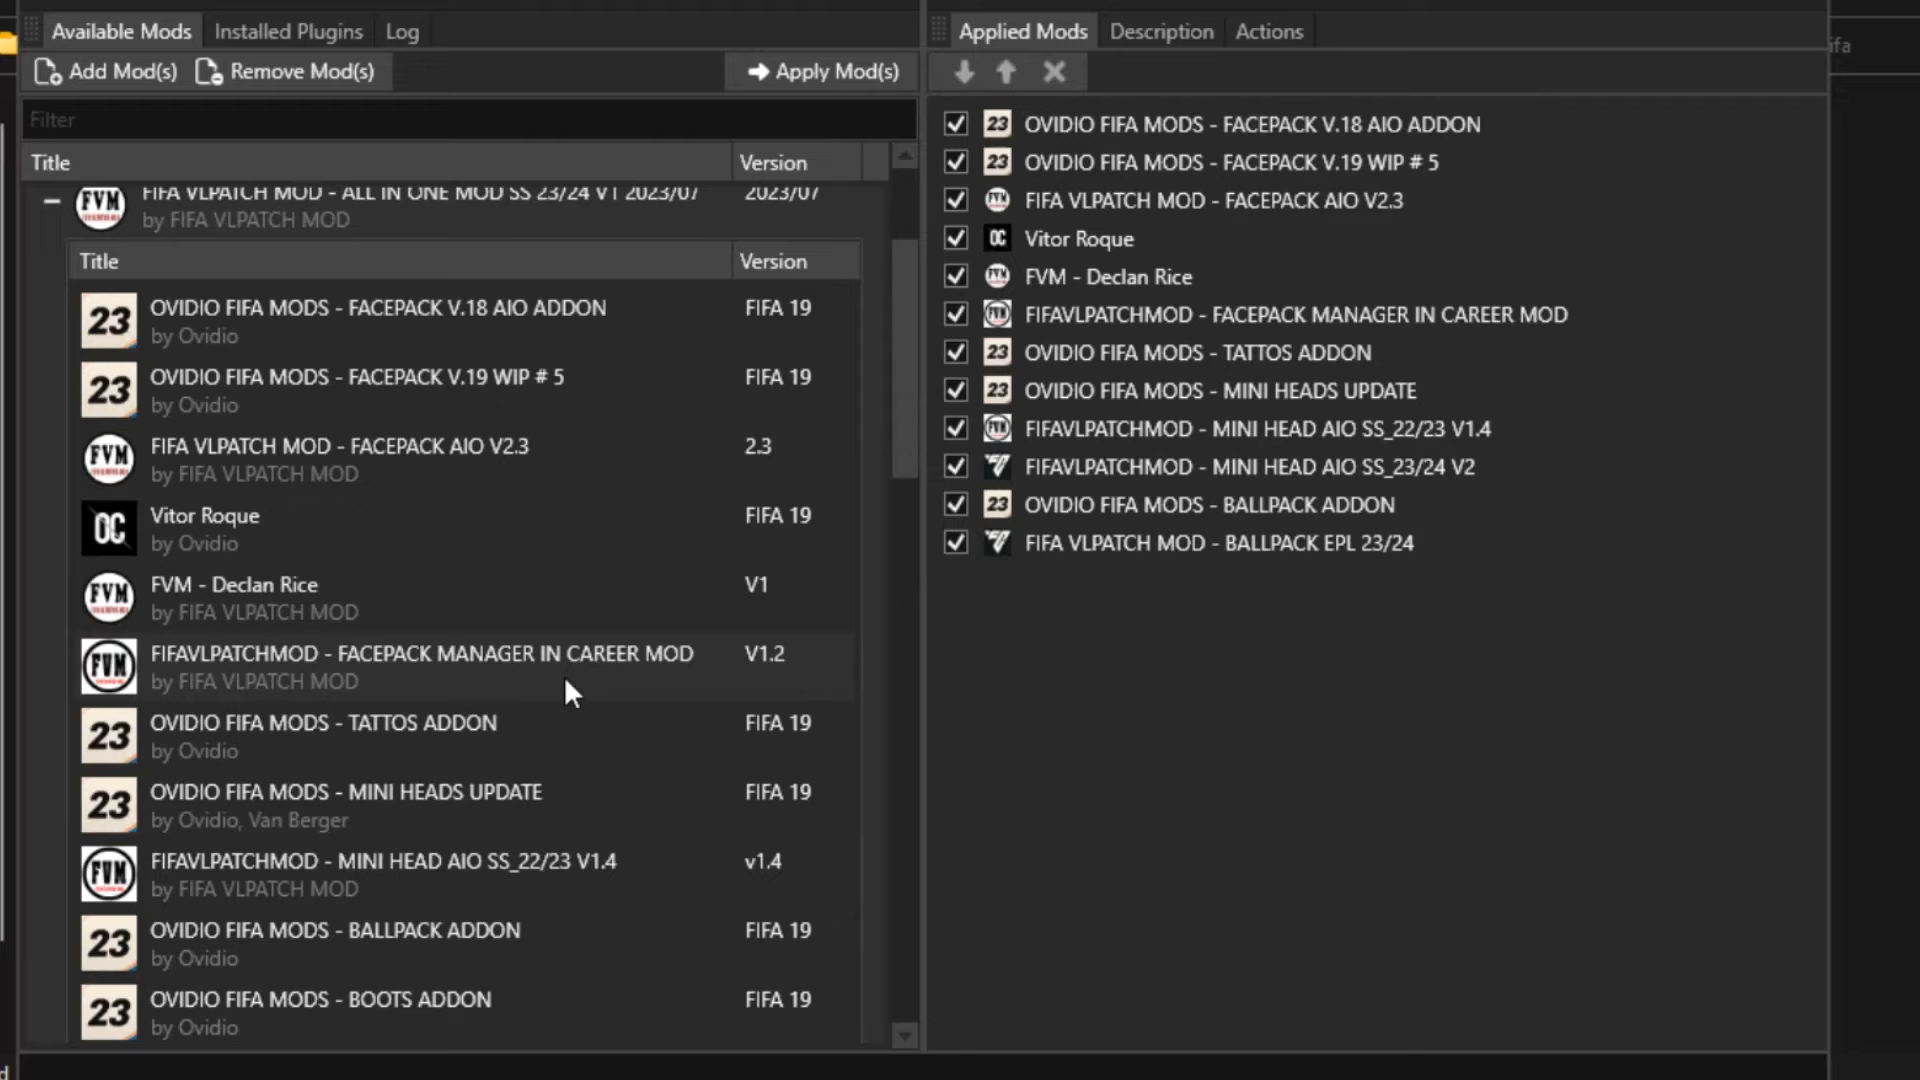 Available Mods Installed Plugins Log
Add Mod(s) Remove Mod(s) Apply Mod(s)
Filter
Title Version
FIFA VLPATCH MOD - ALL IN ONE MOD SS 23/24 V1 2023/07 2023/07
by FIFA VLPATCH MOD
Title Version
OVIDIO FIFA MODS - FACEPACK V.18 AIO ADDON FIFA 19
by Ovidio
OVIDIO FIFA MODS - FACEPACK V.19 WIP # 5 FIFA 19
by Ovidio
FIFA VLPATCH MOD - FACEPACK AIO V2.3 2.3
by FIFA VLPATCH MOD
Vitor Roque FIFA 19
by Ovidio
FVM - Declan Rice V1
by FIFA VLPATCH MOD
FIFAVLPATCHMOD - FACEPACK MANAGER IN CAREER MOD V1.2
by FIFA VLPATCH MOD
OVIDIO FIFA MODS - TATTOS ADDON FIFA 19
by Ovidio
OVIDIO FIFA MODS - MINI HEADS UPDATE FIFA 19
by Ovidio, Van Berger
FIFAVLPATCHMOD - MINI HEAD AIO SS_22/23 V1.4 v1.4
by FIFA VLPATCH MOD
OVIDIO FIFA MODS - BALLPACK ADDON FIFA 19
by Ovidio
OVIDIO FIFA MODS - BOOTS ADDON FIFA 19
by Ovidio
Applied Mods Description Actions
OVIDIO FIFA MODS - FACEPACK V.18 AIO ADDON
OVIDIO FIFA MODS - FACEPACK V.19 WIP # 5
FIFA VLPATCH MOD - FACEPACK AIO V2.3
Vitor Roque
FVM - Declan Rice
FIFAVLPATCHMOD - FACEPACK MANAGER IN CAREER MOD
OVIDIO FIFA MODS - TATTOS ADDON
OVIDIO FIFA MODS - MINI HEADS UPDATE
FIFAVLPATCHMOD - MINI HEAD AIO SS_22/23 V1.4
FIFAVLPATCHMOD - MINI HEAD AIO SS_23/24 V2
OVIDIO FIFA MODS - BALLPACK ADDON
FIFA VLPATCH MOD - BALLPACK EPL 23/24